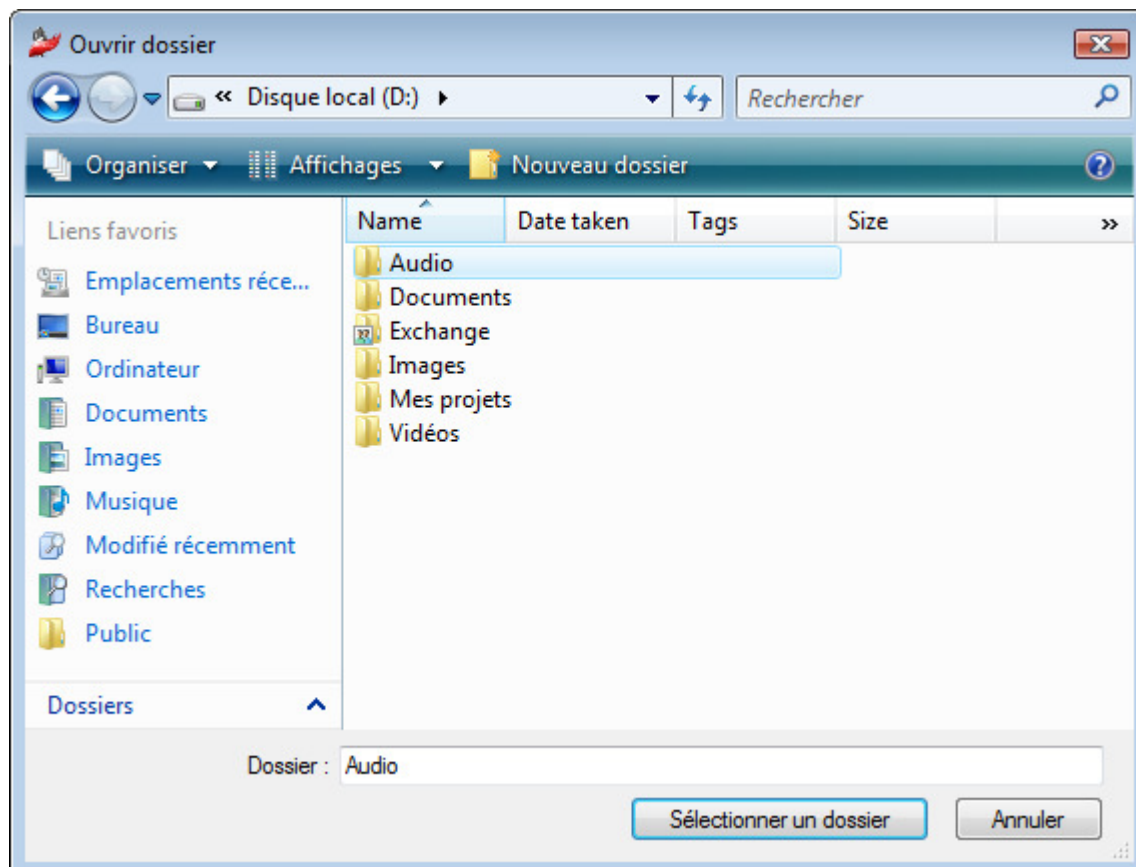 Ouvrir dossier
« Disque local (D:)
Rechercher
Organiser Affichages Nouveau dossier
Liens favoris
Emplacements réce...
Bureau
Ordinateur
Documents
Images
Musique
Modifié récemment
Recherches
Public
Dossiers
Name Date taken Tags Size »
Audio
Documents
Exchange
Images
Mes projets
Vidéos
Dossier : Audio
Sélectionner un dossier Annuler